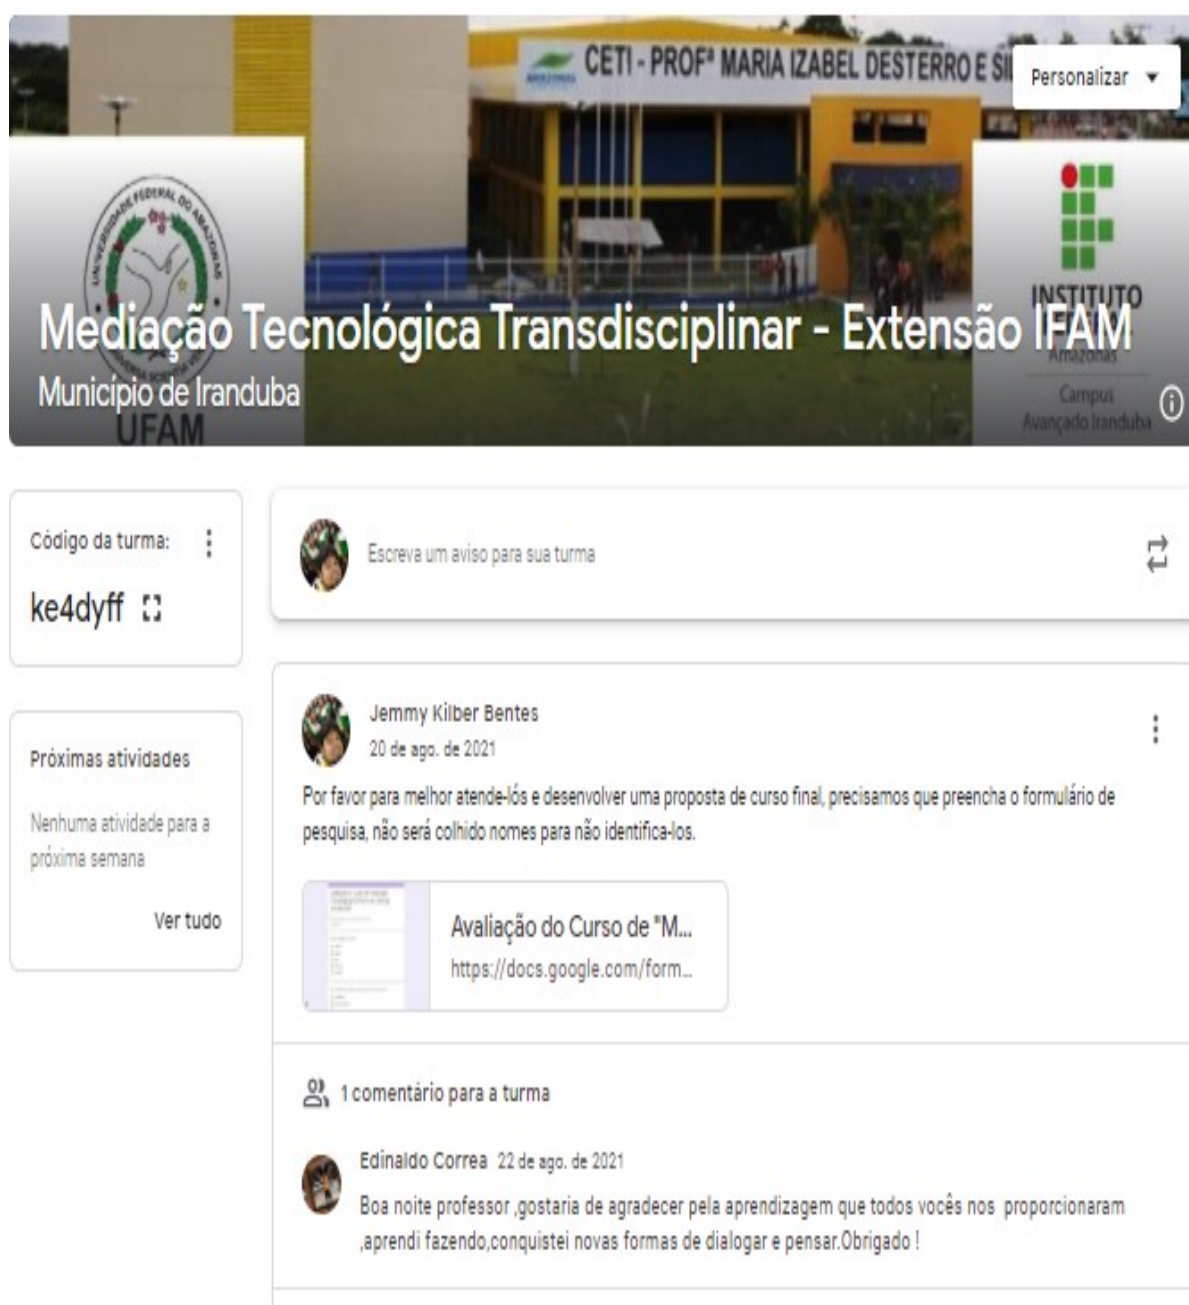 CETI - PROFª MARIA IZABEL DESTERRO E SIL
Personalizar
AMAZONAS
UNIVERSIDADE FEDERAL DO AMAZONAS
INSTITUTO
Mediação Tecnológica Transdisciplinar - Extensão IFAM
Amazonas
Município de Iranduba
Campus
UFAM
Avançado Iranduba
Código da turma:
ke4dyff
Escreva um aviso para sua turma
Próximas atividades
Nenhuma atividade para a
próxima semana
Ver tudo
Jemmy Kilber Bentes
20 de ago. de 2021
Por favor para melhor atende-lós e desenvolver uma proposta de curso final, precisamos que preencha o formulário de
pesquisa, não será colhido nomes para não identifica-los.
Avaliação do Curso de "M...
https://docs.google.com/form...
1 comentário para a turma
Edinaldo Correa 22 de ago. de 2021
Boa noite professor ,gostaria de agradecer pela aprendizagem que todos vocês nos proporcionaram
,aprendi fazendo,conquistei novas formas de dialogar e pensar.Obrigado !